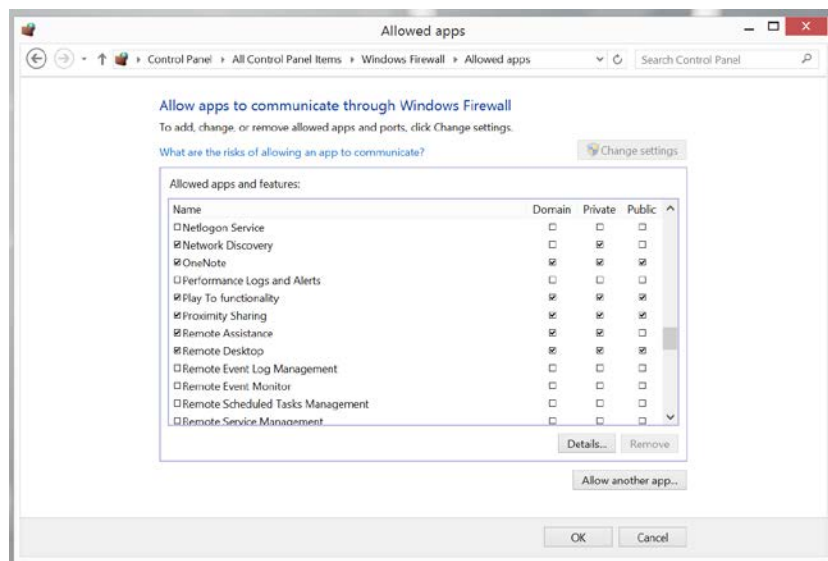 Allowed apps
Control Panel All Control Panel Items Windows Firewall Allowed apps Search Control Panel
Allow apps to communicate through Windows Firewall
To add, change, or remove allowed apps and ports, click Change settings.
What are the risks of allowing an app to communicate? Change settings
Allowed apps and features:
Name Domain Private Public
Netlogon Service
Network Discovery
OneNote
Performance Logs and Alerts
Play To functionality
Proximity Sharing
Remote Assistance
Remote Desktop
Remote Event Log Management
Remote Event Monitor
Remote Scheduled Tasks Management
Remote Service Management
Details... Remove
Allow another app...
OK Cancel